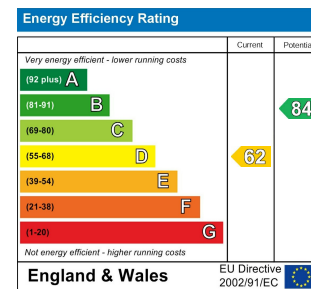 Energy Efficiency Rating
Current Potentia
Very energy efficient - lower running costs
(92 plus) A
(81-91) B
84
(69-80) C
(55-68) D
62
(39-54) E
(21-38) F
(1-20) G
Not energy efficient - higher running costs
England & Wales
EU Directive
2002/91/EC